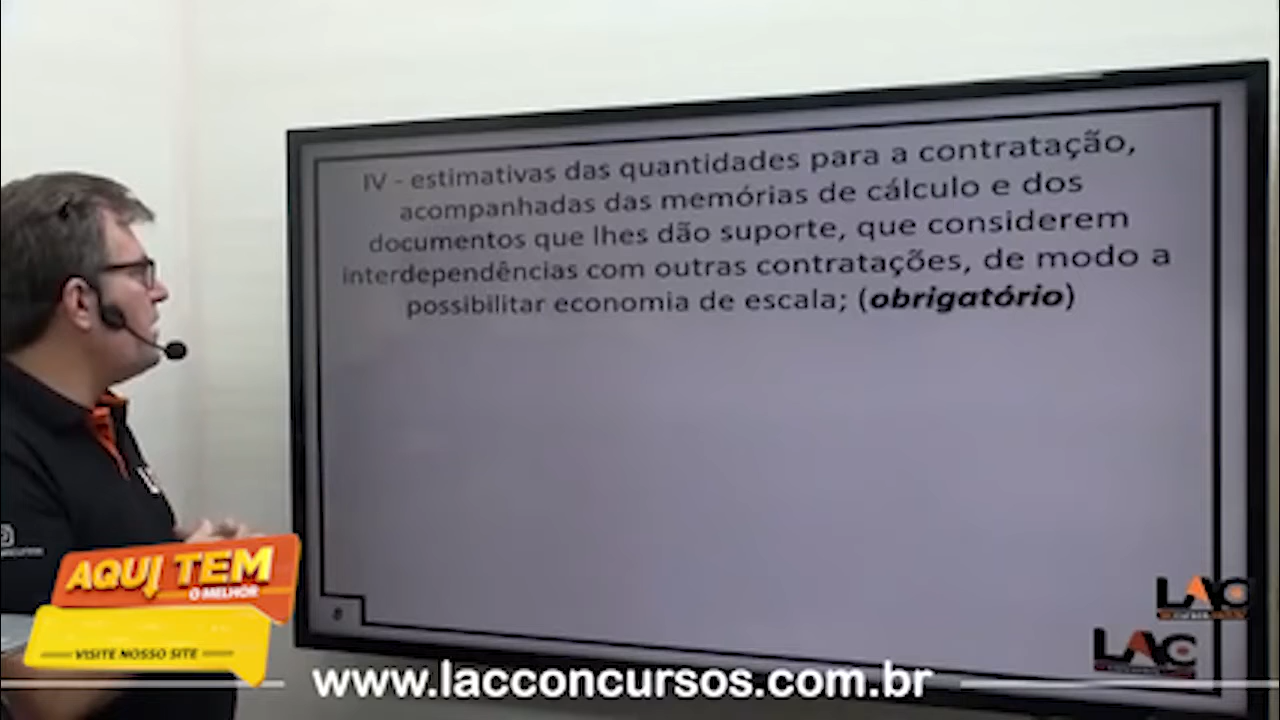 IV - estimativas das quantidades para a contratação,
acompanhadas das memórias de cálculo e dos
documentos que lhes dão suporte, que considerem
interdependências com outras contratações, de modo a
possibilitar economia de escala; (obrigatório)
AQUI TEM
O MELHOR
VISITE NOSSO SITE
8
LAC
LAC
www.lacconcursos.com.br